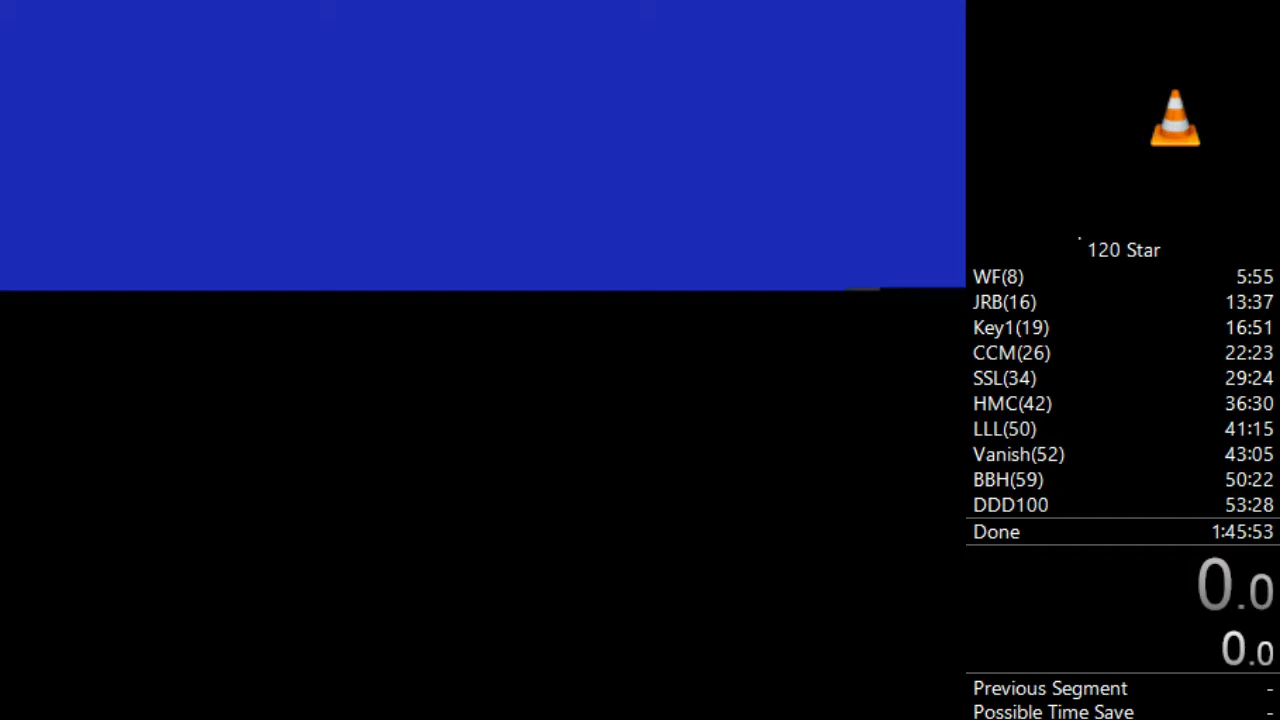 120 Star
WF(8) 5:55
JRB(16) 13:37
Key1(19) 16:51
CCM(26) 22:23
SSL(34) 29:24
HMC(42) 36:30
LLL(50) 41:15
Vanish(52) 43:05
BBH(59) 50:22
DDD100 53:28
Done 1:45:53
0.0
0.0
Previous Segment -
Possible Time Save -